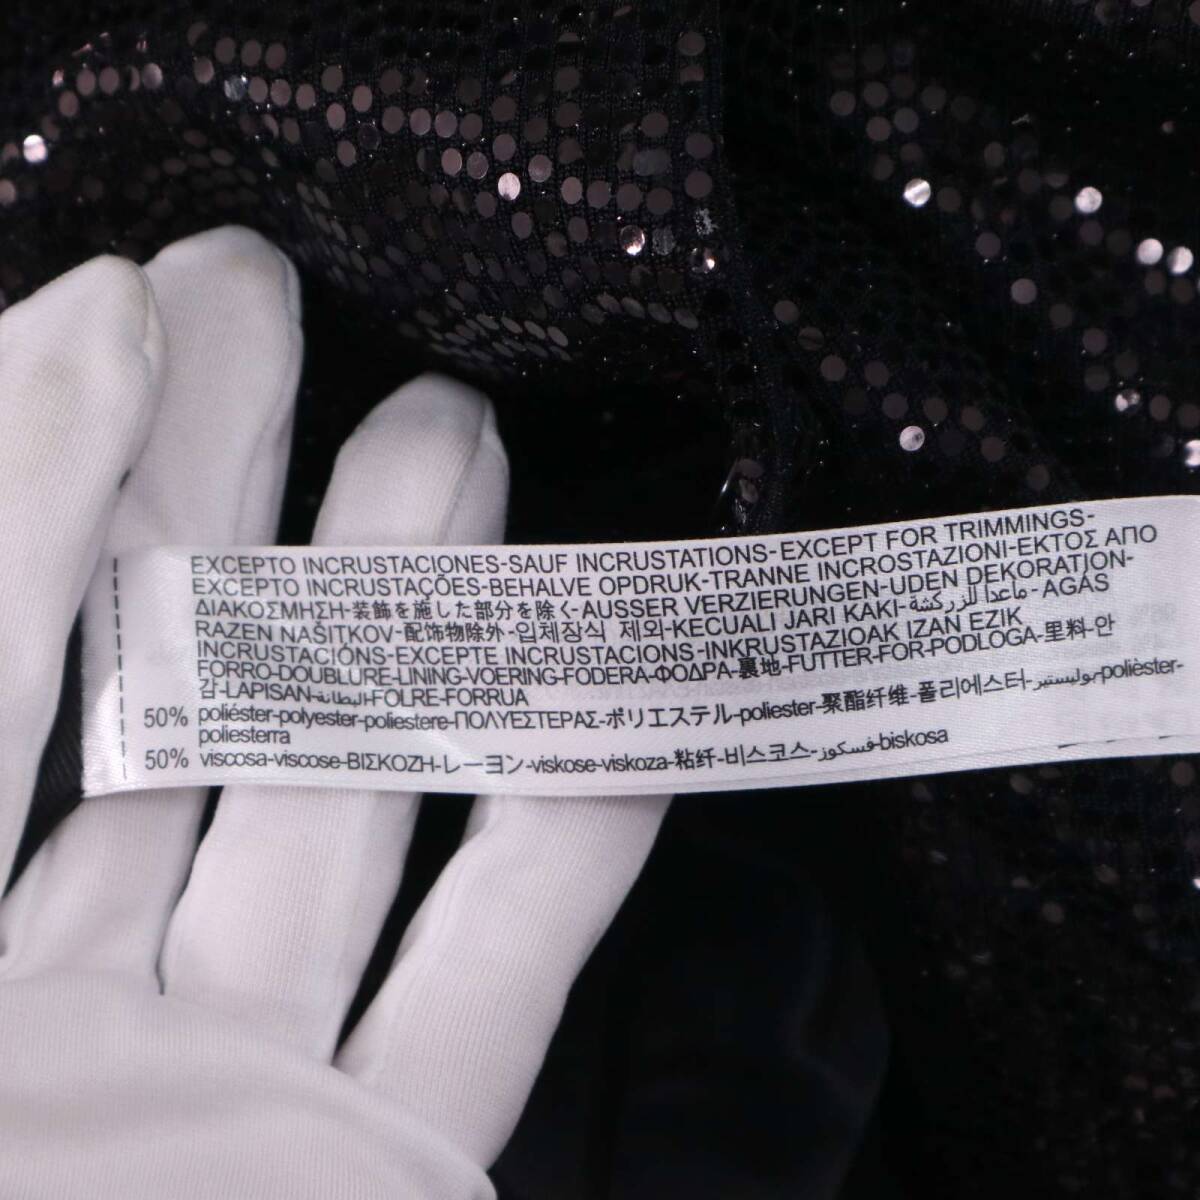 EXCEPTO INCRUSTACIONES-SAUF INCRUSTATIONS-EXCEPT FOR TRIMMINGS-
EXCEPTO INCRUSTAÇÕES-BEHALVE OPDRUK-TRANNE INCROSTAZIONI-ΕΚΤΟΣ ΑΠΟ
ΔΙΑΚΟΣΜΗΣΗ-装飾を施した部分を除く-AUSSER VERZIERUNGEN-UDEN DEKORATION-
RAZEN NAŠITKOV-配饰物除外-입체장식 제외-KECUALI JARI KAKI-ماعدا للزركشة-AGÁS
INCRUSTACIÓNS-EXCEPTE INCRUSTACIONS-INKRUSTAZIOAK IZAN EZIK
FORRO-DOUBLURE-LINING-VOERING-FODERA-ΦΟΔΡΑ-裏地-FUTTER-FOR-PODLOGA-里料-안
감-LAPISAN-البطانة-FOLRE-FORRUA
50% poliéster-polyester-poliestere-ΠΟΛΥΕΣΤΕΡΑΣ-ポリエステル-poliester-聚酯纤维-폴리에스터-بوليستير-polièster-
poliesterra
50% viscosa-viscose-ΒΙΣΚΟΖΗ-レーヨン-viskose-viskoza-粘纤-비스코스-فسكوز-biskosa